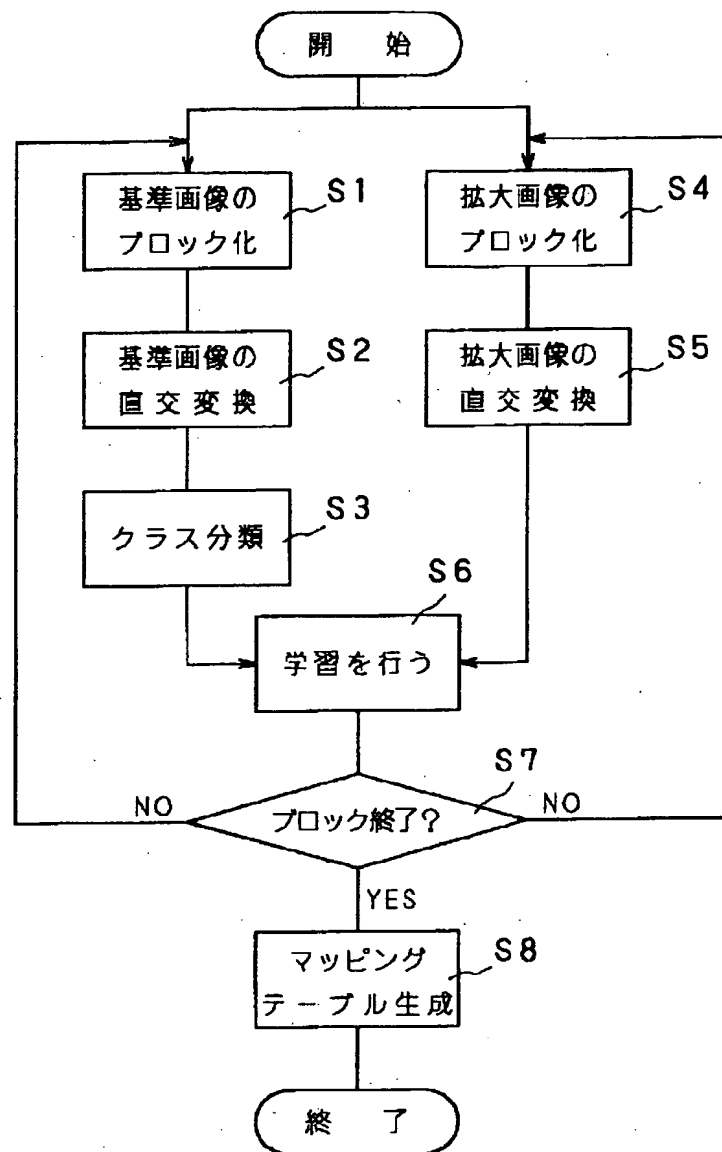 開始
基準画像の
ブロック化
S1
拡大画像の
ブロック化
S4
基準画像の
直交変換
S2
拡大画像の
直交変換
S5
クラス分類
S3
学習を行う
S6
ブロック終了?
S7
NO
NO
YES
マッピング
テーブル生成
S8
終了